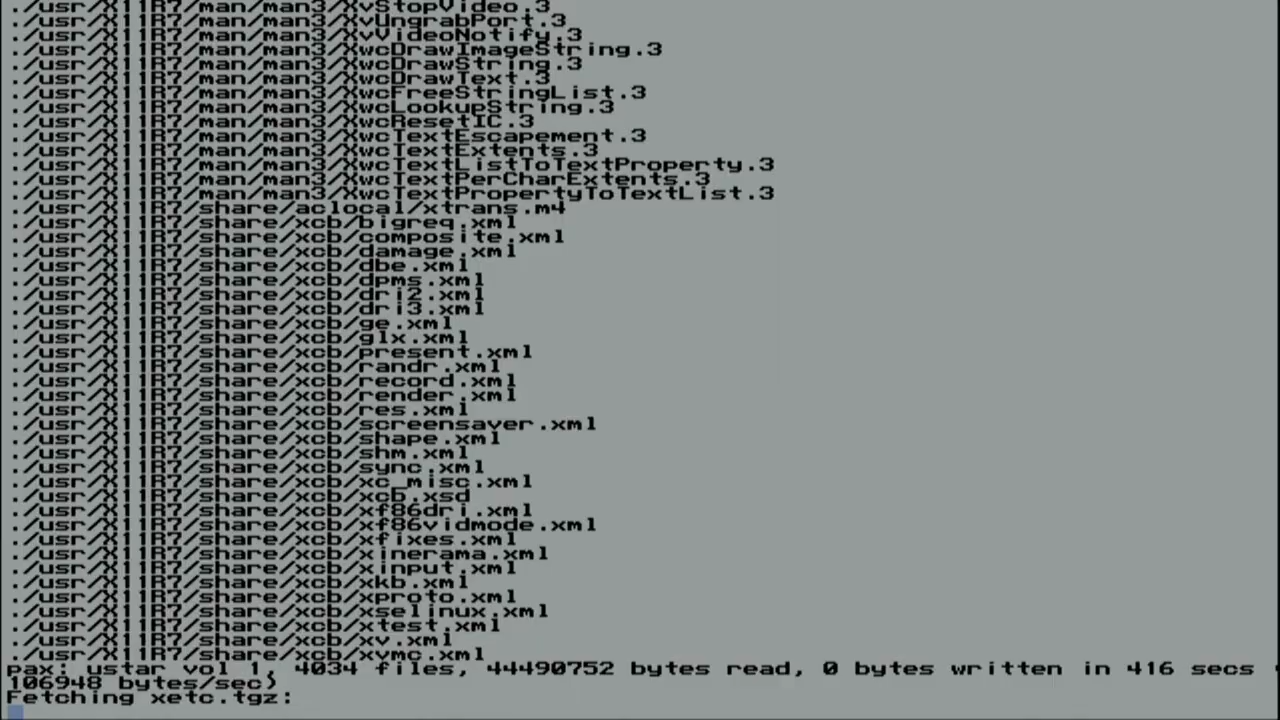 ./usr/X11R7/man/man3/XvStopVideo.3
./usr/X11R7/man/man3/XvUngrabPort.3
./usr/X11R7/man/man3/XvVideoNotify.3
./usr/X11R7/man/man3/XwcDrawImageString.3
./usr/X11R7/man/man3/XwcDrawString.3
./usr/X11R7/man/man3/XwcDrawText.3
./usr/X11R7/man/man3/XwcFreeStringList.3
./usr/X11R7/man/man3/XwcLookupString.3
./usr/X11R7/man/man3/XwcResetIC.3
./usr/X11R7/man/man3/XwcTextEscapement.3
./usr/X11R7/man/man3/XwcTextExtents.3
./usr/X11R7/man/man3/XwcTextListToTextProperty.3
./usr/X11R7/man/man3/XwcTextPerCharExtents.3
./usr/X11R7/man/man3/XwcTextPropertyToTextList.3
./usr/X11R7/share/aclocal/xtrans.m4
./usr/X11R7/share/xcb/bigreq.xml
./usr/X11R7/share/xcb/composite.xml
./usr/X11R7/share/xcb/damage.xml
./usr/X11R7/share/xcb/dbe.xml
./usr/X11R7/share/xcb/dpms.xml
./usr/X11R7/share/xcb/dri2.xml
./usr/X11R7/share/xcb/dri3.xml
./usr/X11R7/share/xcb/ge.xml
./usr/X11R7/share/xcb/glx.xml
./usr/X11R7/share/xcb/present.xml
./usr/X11R7/share/xcb/randr.xml
./usr/X11R7/share/xcb/record.xml
./usr/X11R7/share/xcb/render.xml
./usr/X11R7/share/xcb/res.xml
./usr/X11R7/share/xcb/screensaver.xml
./usr/X11R7/share/xcb/shape.xml
./usr/X11R7/share/xcb/shm.xml
./usr/X11R7/share/xcb/sync.xml
./usr/X11R7/share/xcb/xc_misc.xml
./usr/X11R7/share/xcb/xcb.xsd
./usr/X11R7/share/xcb/xf86dri.xml
./usr/X11R7/share/xcb/xf86vidmode.xml
./usr/X11R7/share/xcb/xfixes.xml
./usr/X11R7/share/xcb/xinerama.xml
./usr/X11R7/share/xcb/xinput.xml
./usr/X11R7/share/xcb/xkb.xml
./usr/X11R7/share/xcb/xproto.xml
./usr/X11R7/share/xcb/xselinux.xml
./usr/X11R7/share/xcb/xtest.xml
./usr/X11R7/share/xcb/xv.xml
./usr/X11R7/share/xcb/xvmc.xml
pax: ustar vol 1, 4034 files, 44490752 bytes read, 0 bytes written in 416 secs
106948 bytes/sec)
Fetching xetc.tgz: